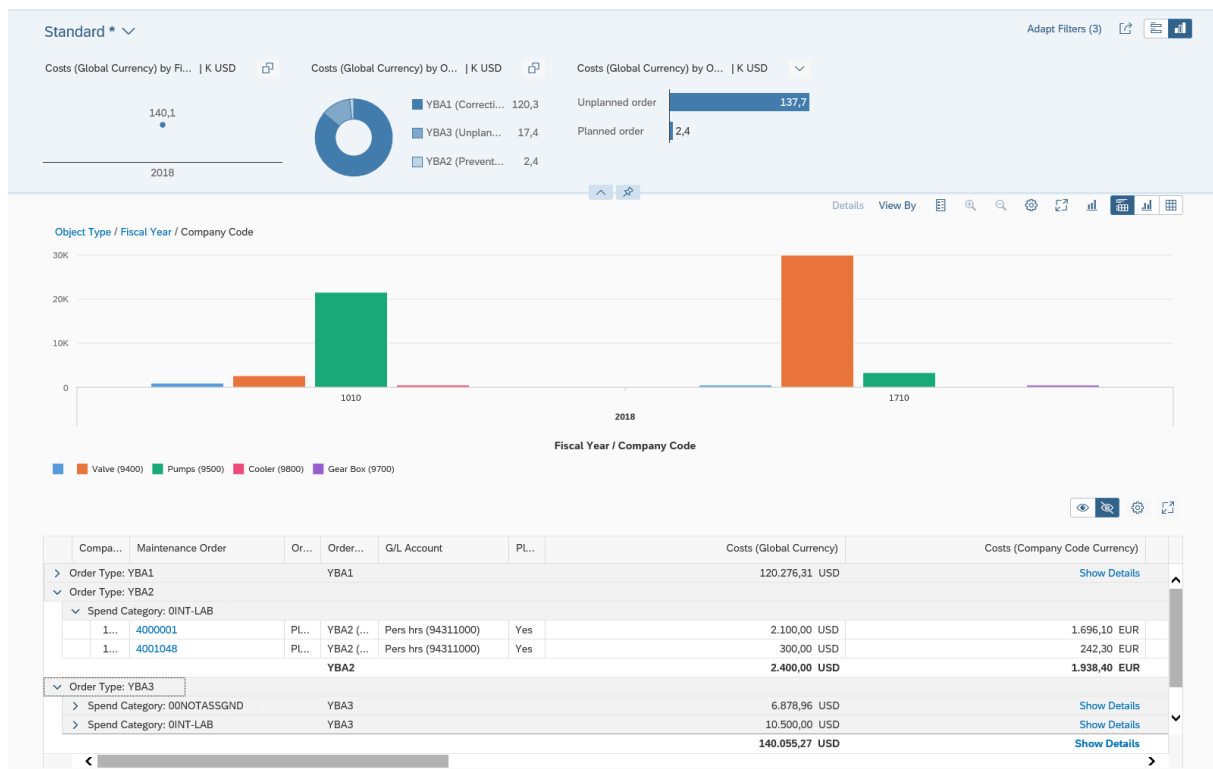 Standard *
Adapt Filters (3)
Costs (Global Currency) by Fi... | K USD
Costs (Global Currency) by O... | K USD
Costs (Global Currency) by O... | K USD
140,1
2018
YBA1 (Correcti... 120,3
YBA3 (Unplan... 17,4
YBA2 (Prevent... 2,4
Unplanned order 137,7
Planned order 2,4
Details View By
Object Type / Fiscal Year / Company Code
30K
20K
10K
0
1010 1710
2018
Fiscal Year / Company Code
Valve (9400) Pumps (9500) Cooler (9800) Gear Box (9700)
Compa... Maintenance Order Or... Order... G/L Account Pl... Costs (Global Currency) Costs (Company Code Currency)
Order Type: YBA1 YBA1 120.276,31 USD Show Details
Order Type: YBA2
Spend Category: 0INT-LAB
1... 4000001 Pl... YBA2 (... Pers hrs (94311000) Yes 2.100,00 USD 1.696,10 EUR
1... 4001048 Pl... YBA2 (... Pers hrs (94311000) Yes 300,00 USD 242,30 EUR
YBA2 2.400,00 USD 1.938,40 EUR
Order Type: YBA3
Spend Category: 00NOTASSGND YBA3 6.878,96 USD Show Details
Spend Category: 0INT-LAB YBA3 10.500,00 USD Show Details
140.055,27 USD Show Details